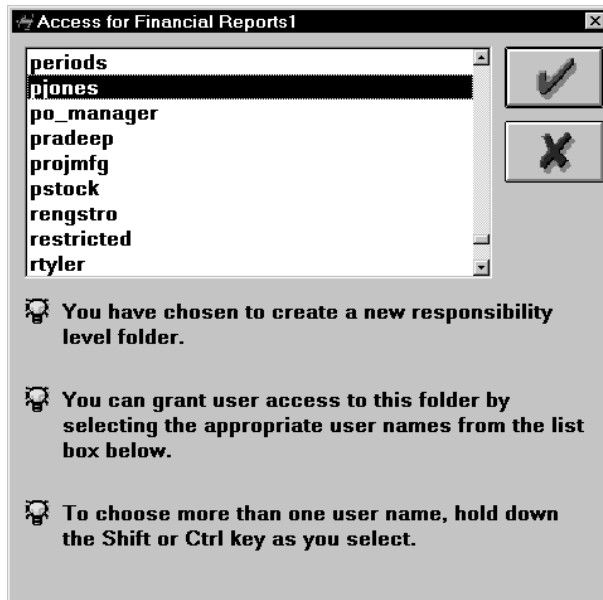 Access for Financial Reports1
periods
pjones
po_manager
pradeep
projmfg
pstock
rengstro
restricted
rtyler
You have chosen to create a new responsibility
level folder.
You can grant user access to this folder by
selecting the appropriate user names from the list
box below.
To choose more than one user name, hold down
the Shift or Ctrl key as you select.